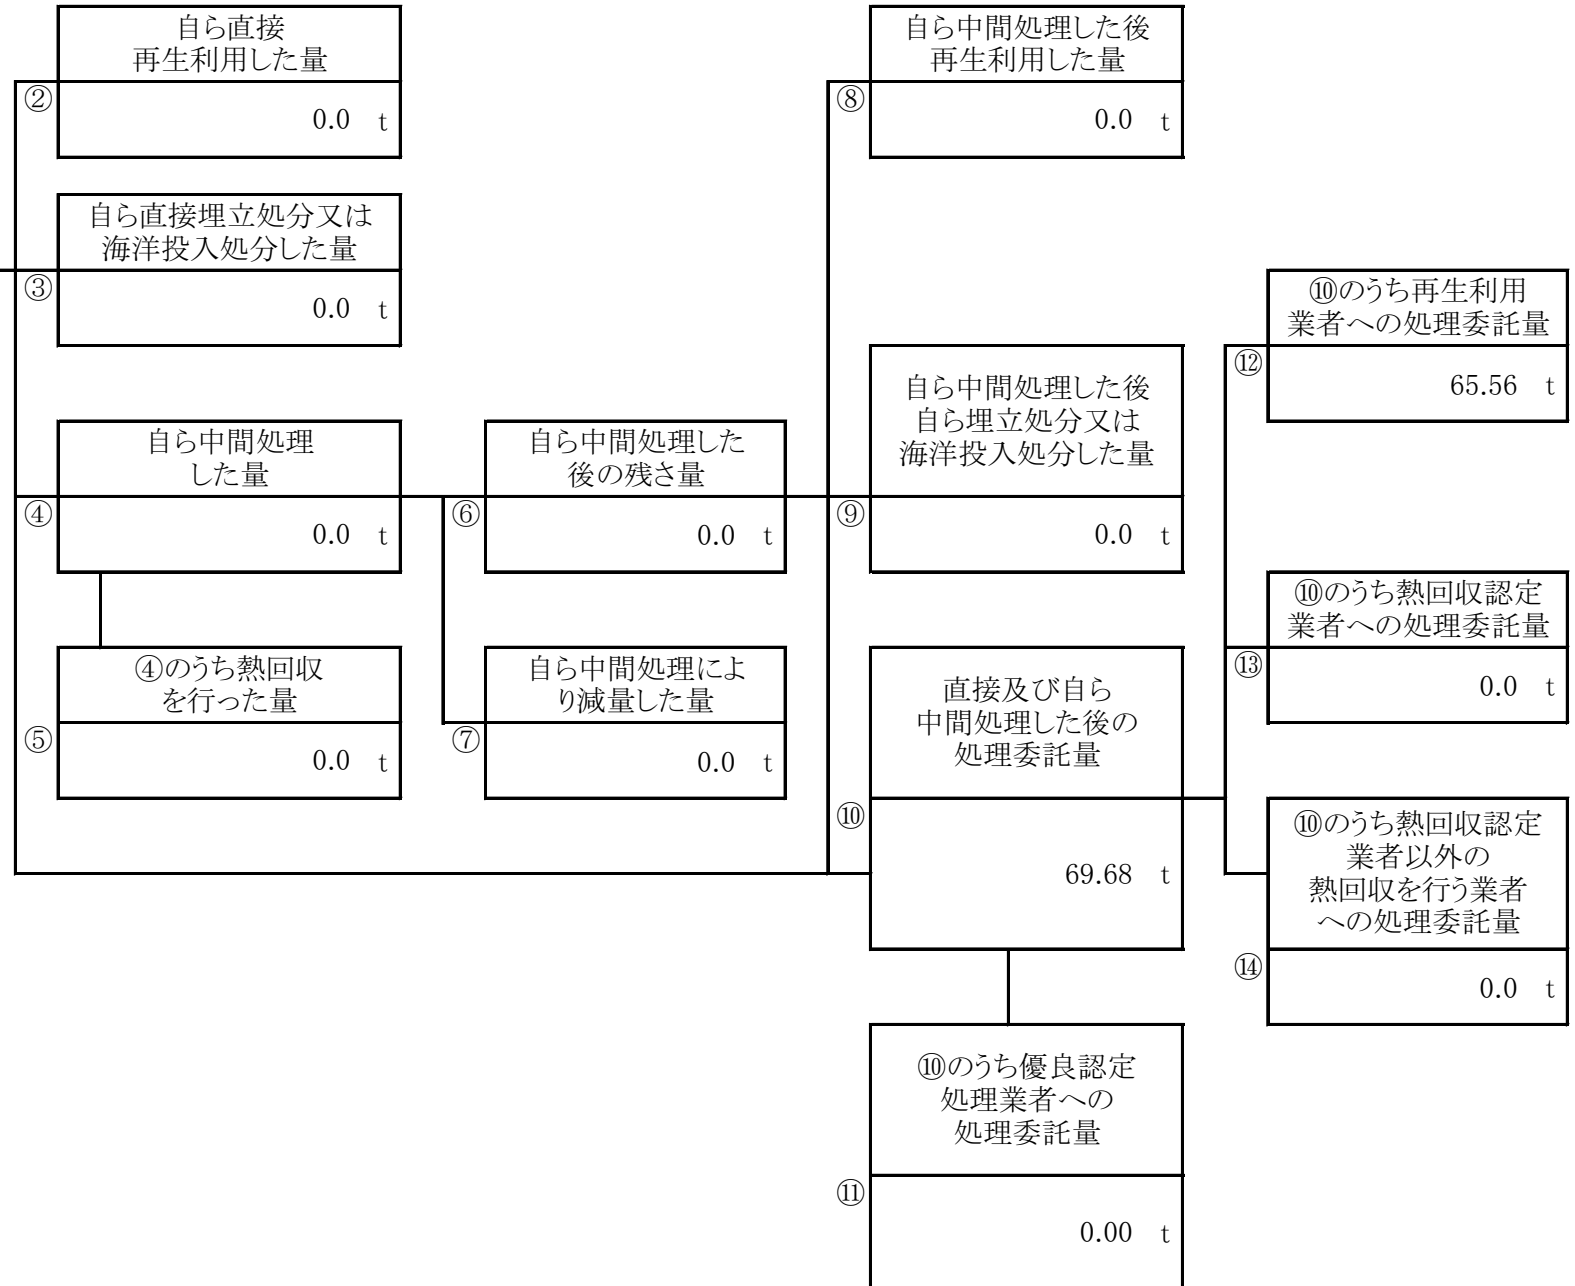 自ら直接
再生利用した量
②
0.0 t
自ら直接埋立処分又は
海洋投入処分した量
③
0.0 t
自ら中間処理
した量
④
0.0 t
④のうち熱回収
を行った量
⑤
0.0 t
自ら中間処理した
後の残さ量
⑥
0.0 t
自ら中間処理によ
り減量した量
⑦
0.0 t
自ら中間処理した後
再生利用した量
⑧
0.0 t
自ら中間処理した後
自ら埋立処分又は
海洋投入処分した量
⑨
0.0 t
直接及び自ら
中間処理した後の
処理委託量
⑩
69.68 t
⑩のうち優良認定
処理業者への
処理委託量
⑪
0.00 t
⑩のうち再生利用
業者への処理委託量
⑫
65.56 t
⑩のうち熱回収認定
業者への処理委託量
⑬
0.0 t
⑩のうち熱回収認定
業者以外の
熱回収を行う業者
への処理委託量
⑭
0.0 t